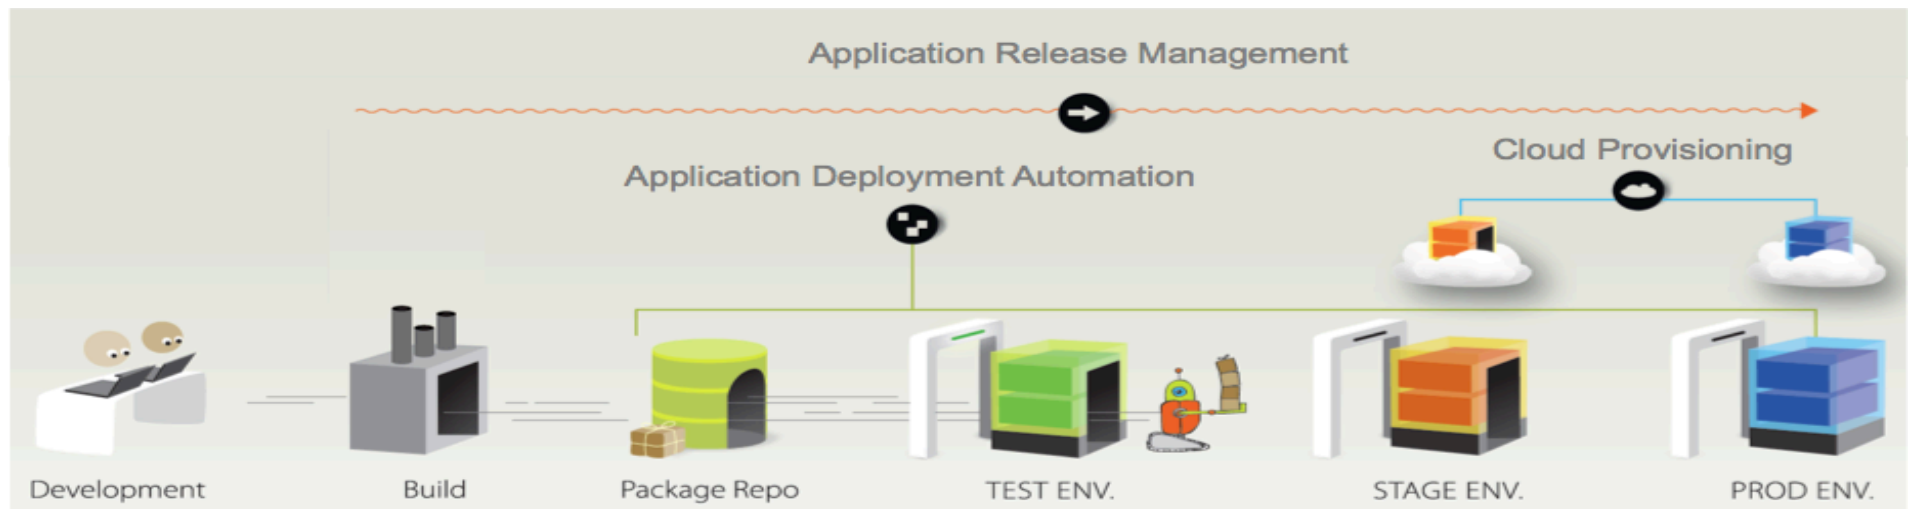 Application Release Management
Cloud Provisioning
Application Deployment Automation
Development
Build
Package Repo
TEST ENV.
STAGE ENV.
PROD ENV.